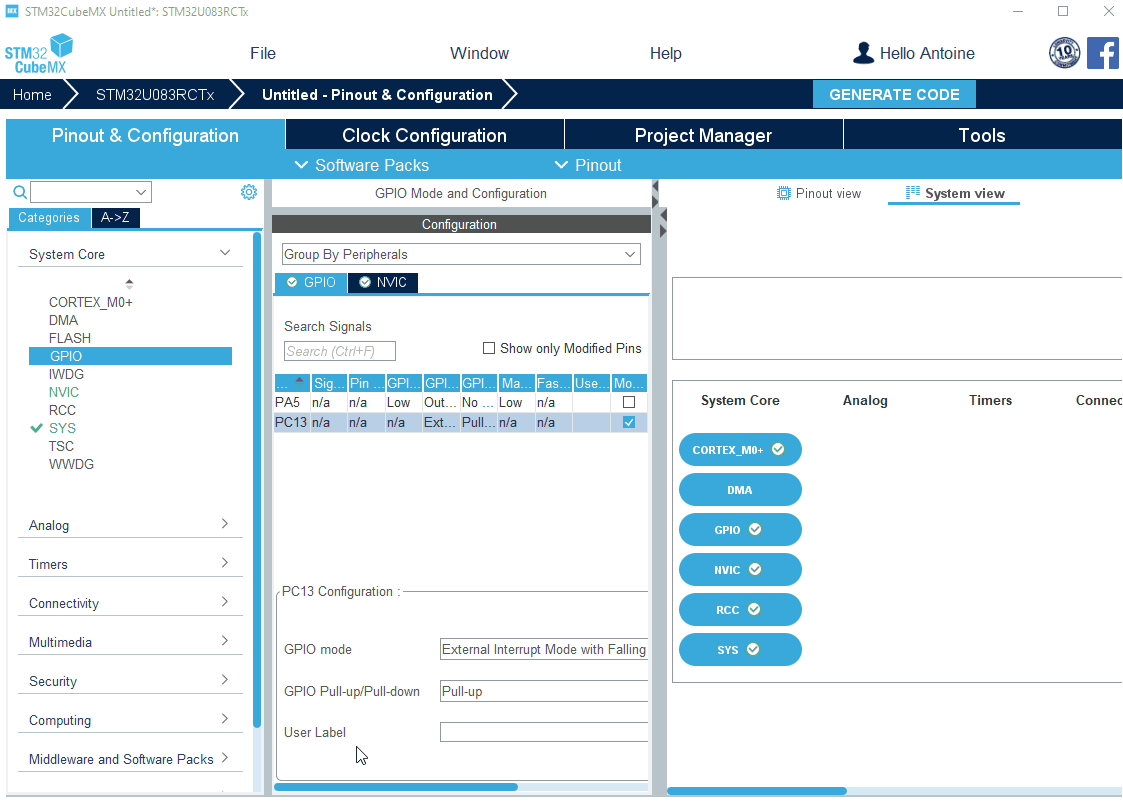 MX STM32CubeMX Untitled*: STM32U083RCTx
STM32
CubeMX
File Window Help Hello Antoine
10
Home STM32U083RCTx Untitled - Pinout & Configuration GENERATE CODE
Pinout & Configuration Clock Configuration Project Manager Tools
Software Packs Pinout
Categories A->Z
System Core
CORTEX_M0+
DMA
FLASH
GPIO
IWDG
NVIC
RCC
SYS
TSC
WWDG
Analog
Timers
Connectivity
Multimedia
Security
Computing
Middleware and Software Packs
GPIO Mode and Configuration
Configuration
Group By Peripherals
GPIO NVIC
Search Signals
Search (Ctrl+F) Show only Modified Pins
... Sig... Pin ... GPI... GPI... GPI... Ma... Fas... Use... Mo...
PA5 n/a n/a Low Out... No ... Low n/a
PC13 n/a n/a n/a Ext... Pull... n/a n/a
PC13 Configuration :
GPIO mode External Interrupt Mode with Falling
GPIO Pull-up/Pull-down Pull-up
User Label
Pinout view System view
System Core Analog Timers Connec
CORTEX_M0+
DMA
GPIO
NVIC
RCC
SYS